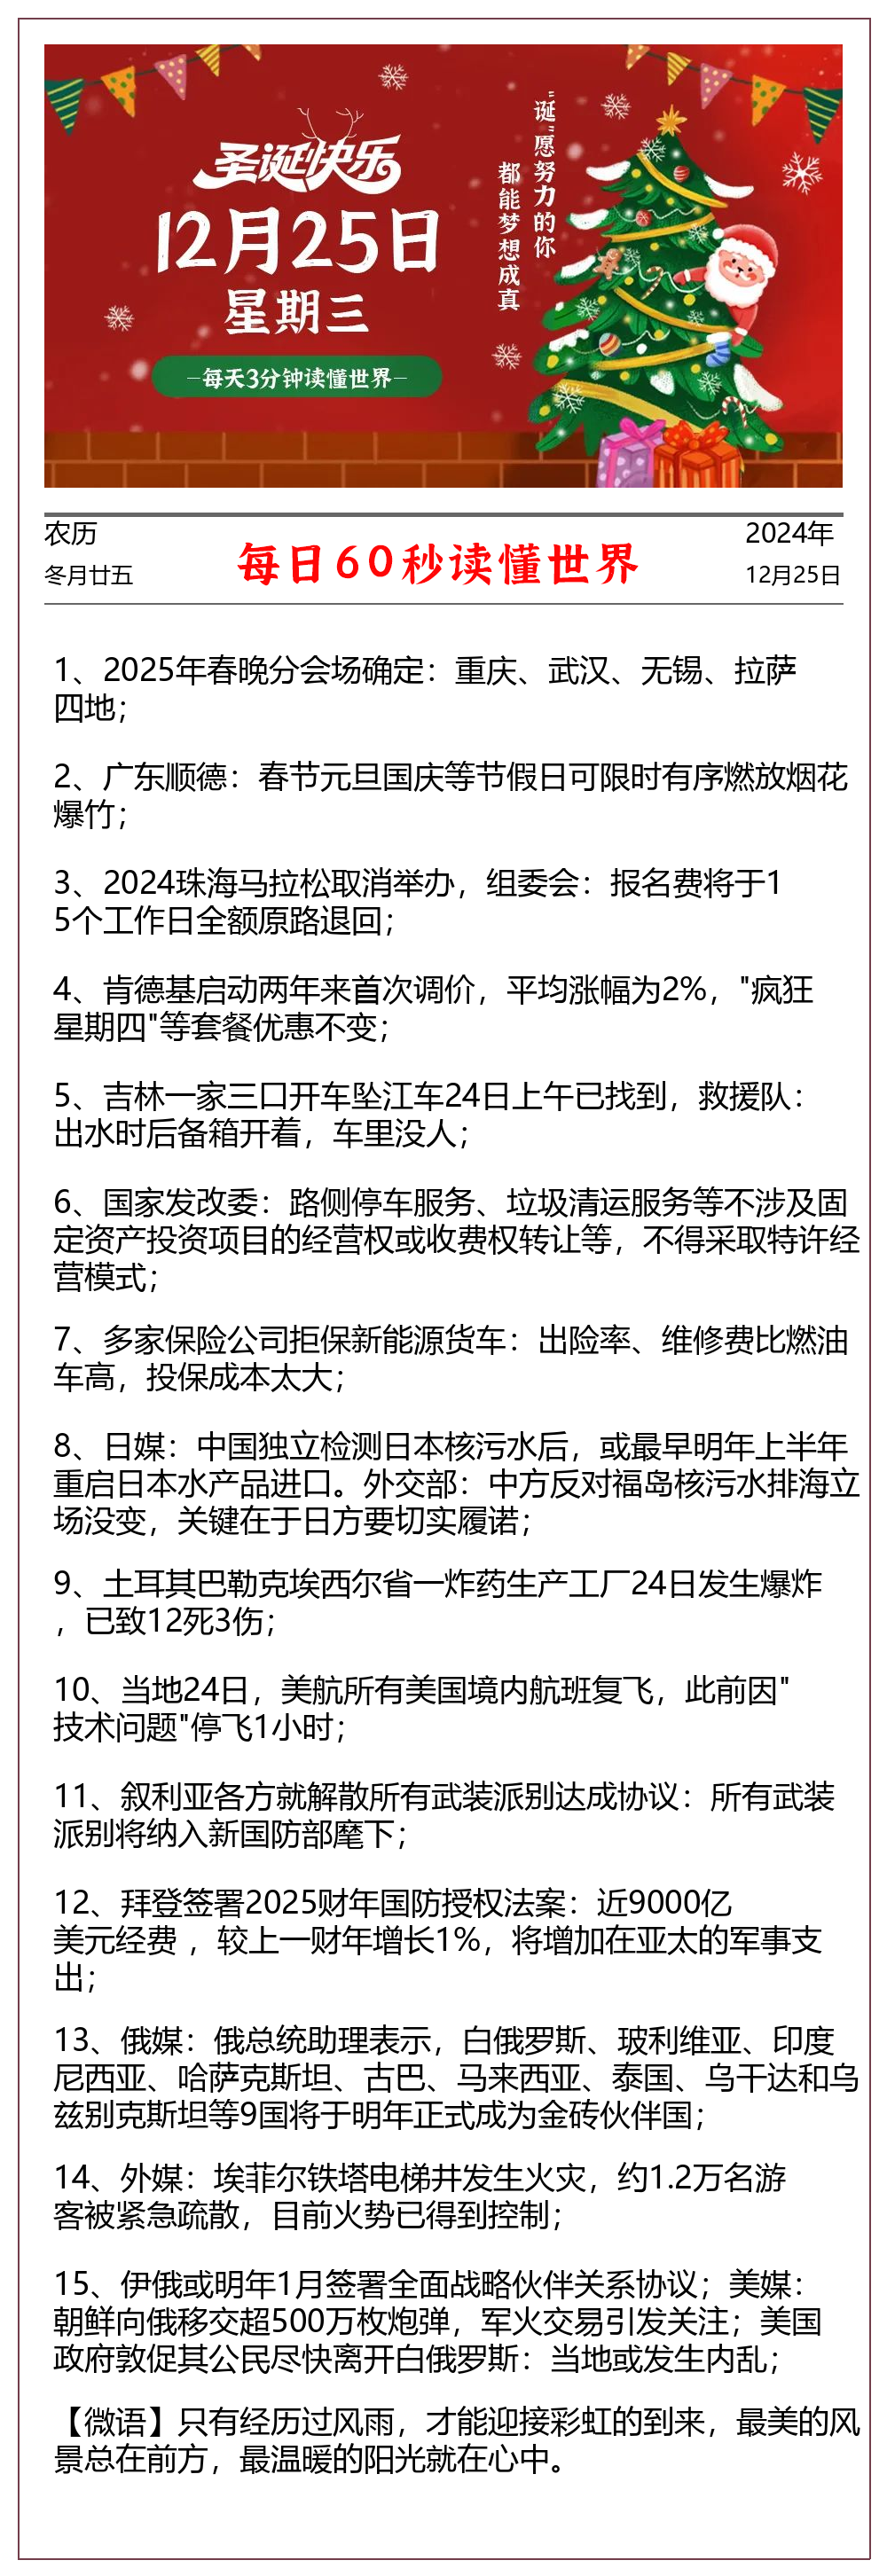 圣诞快乐
12月25日
星期三
—每天3分钟读懂世界—
"诞"愿努力的你
都能梦想成真
农历
冬月廿五
每日60秒读懂世界
2024年
12月25日
1、2025年春晚分会场确定：重庆、武汉、无锡、拉萨
四地；
2、广东顺德：春节元旦国庆等节假日可限时有序燃放烟花
爆竹；
3、2024珠海马拉松取消举办，组委会：报名费将于1
5个工作日全额原路退回；
4、肯德基启动两年来首次调价，平均涨幅为2%，"疯狂
星期四"等套餐优惠不变；
5、吉林一家三口开车坠江车24日上午已找到，救援队：
出水时后备箱开着，车里没人；
6、国家发改委：路侧停车服务、垃圾清运服务等不涉及固
定资产投资项目的经营权或收费权转让等，不得采取特许经
营模式；
7、多家保险公司拒保新能源货车：出险率、维修费比燃油
车高，投保成本太大；
8、日媒：中国独立检测日本核污水后，或最早明年上半年
重启日本水产品进口。外交部：中方反对福岛核污水排海立
场没变，关键在于日方要切实履诺；
9、土耳其巴勒克埃西尔省一炸药生产工厂24日发生爆炸
，已致12死3伤；
10、当地24日，美航所有美国境内航班复飞，此前因"
技术问题"停飞1小时；
11、叙利亚各方就解散所有武装派别达成协议：所有武装
派别将纳入新国防部麾下；
12、拜登签署2025财年国防授权法案：近9000亿
美元经费 ，较上一财年增长1%，将增加在亚太的军事支
出；
13、俄媒：俄总统助理表示，白俄罗斯、玻利维亚、印度
尼西亚、哈萨克斯坦、古巴、马来西亚、泰国、乌干达和乌
兹别克斯坦等9国将于明年正式成为金砖伙伴国；
14、外媒：埃菲尔铁塔电梯井发生火灾，约1.2万名游
客被紧急疏散，目前火势已得到控制；
15、伊俄或明年1月签署全面战略伙伴关系协议；美媒：
朝鲜向俄移交超500万枚炮弹，军火交易引发关注；美国
政府敦促其公民尽快离开白俄罗斯：当地或发生内乱；
【微语】只有经历过风雨，才能迎接彩虹的到来，最美的风
景总在前方，最温暖的阳光就在心中。